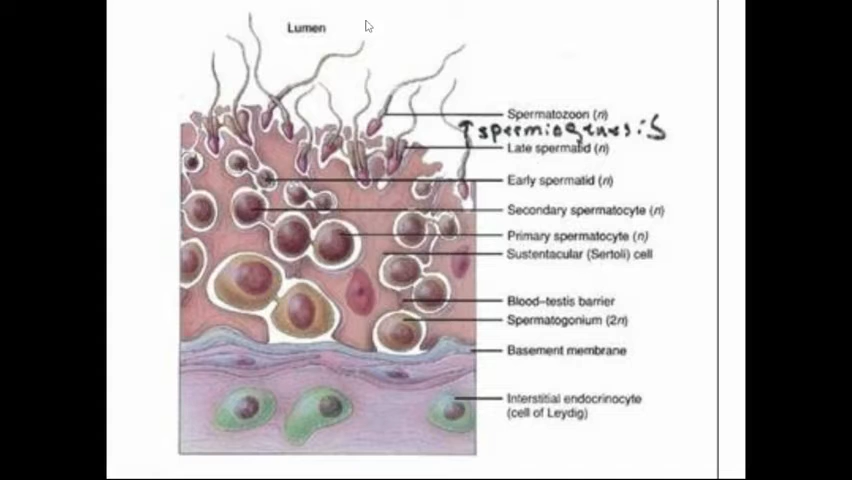 Lumen
Spermatozoon (n)
↑ spermiogenesis
Late spermatid (n)
Early spermatid (n)
Secondary spermatocyte (n)
Primary spermatocyte (n)
Sustentacular (Sertoli) cell
Blood–testis barrier
Spermatogonium (2n)
Basement membrane
Interstitial endocrinocyte
(cell of Leydig)